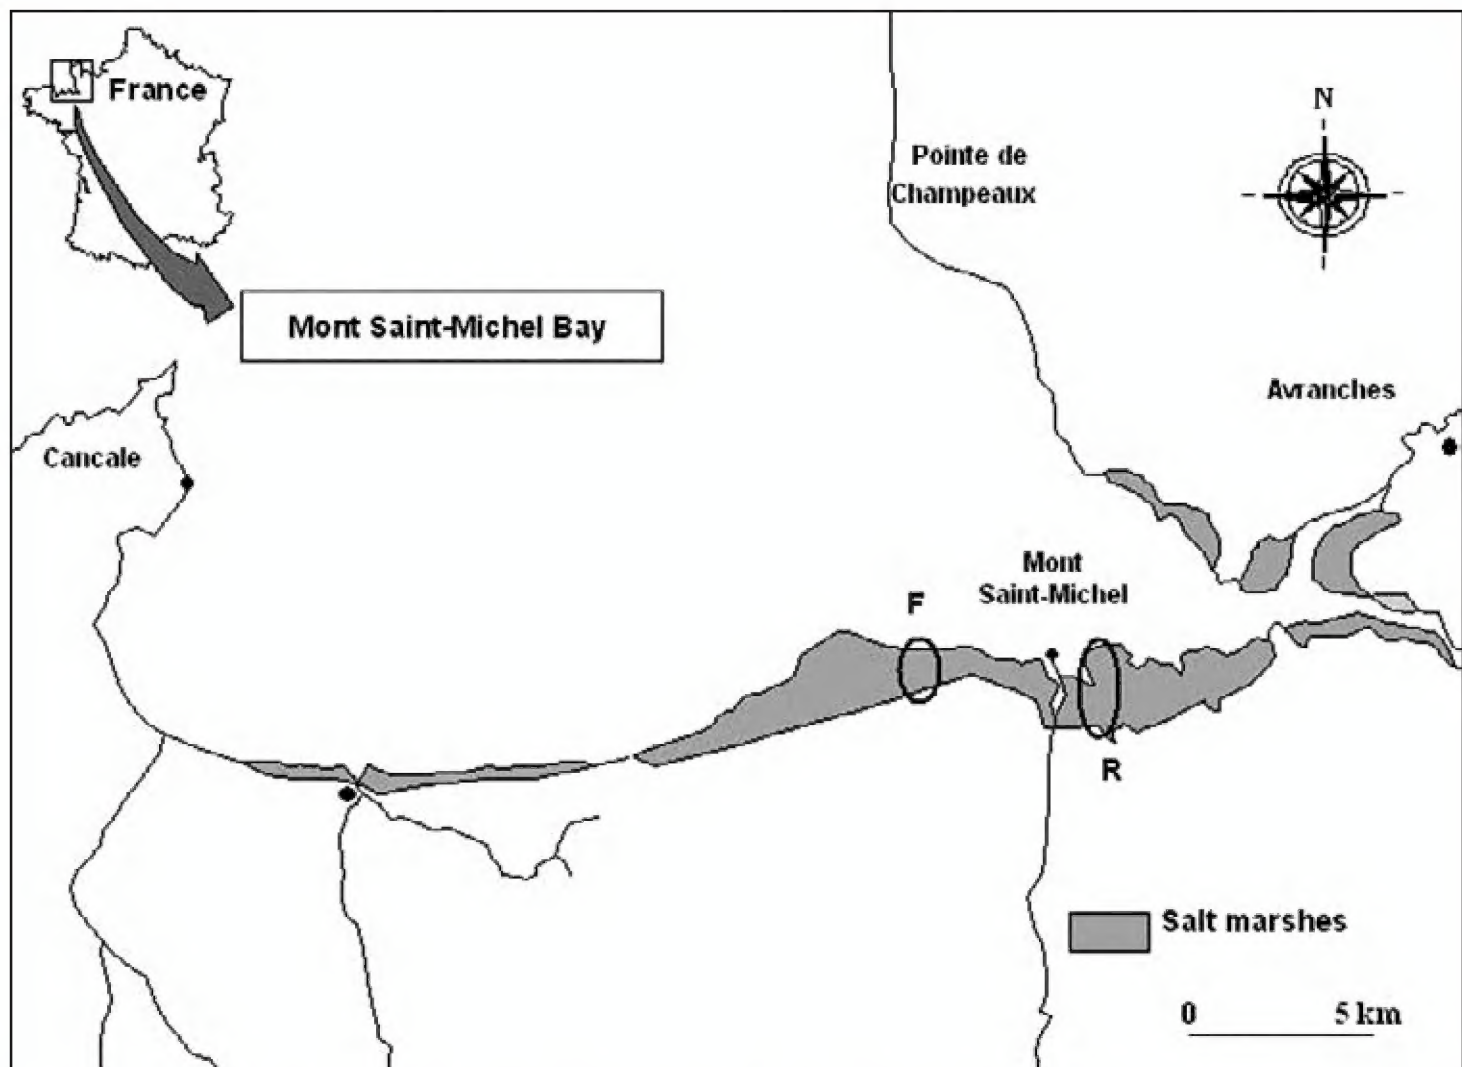 France
N
Pointe de
Champeaux
Mont Saint-Michel Bay
Avranches
Cancale
Mont
Saint-Michel
F
R
Salt marshes
0 5 km